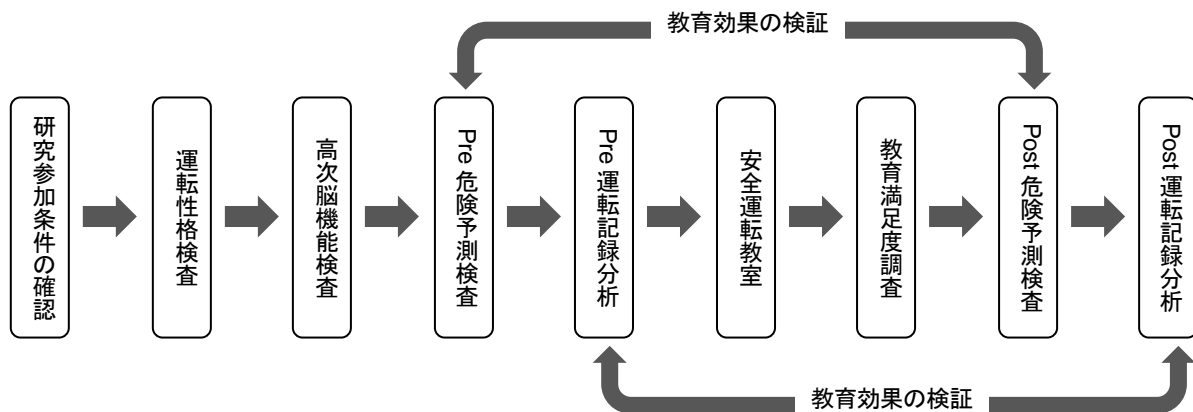 教育効果の検証
研究参加条件の確認
運転性格検査
高次脳機能検査
Pre 危険予測検査
Pre 運転記録分析
安全運転教室
教育満足度調査
Post 危険予測検査
Post 運転記録分析
教育効果の検証